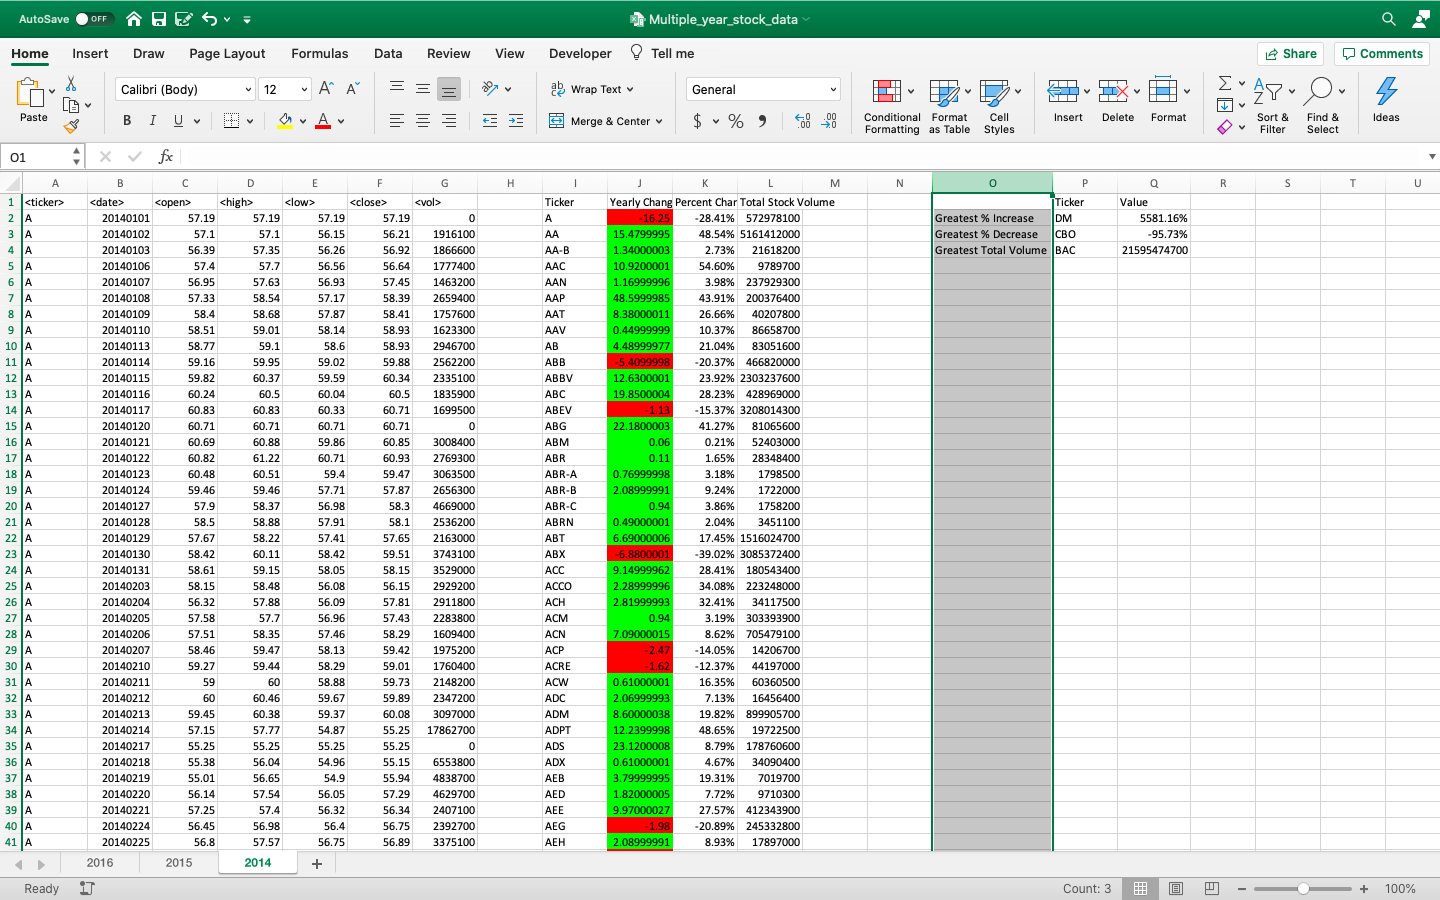 AutoSave OFF Multiple_year_stock_data
Home Insert Draw Page Layout Formulas Data Review View Developer Tell me Share Comments
Calibri (Body) 12 A A ab Wrap Text General
Paste B I U A Merge & Center $ % Conditional Formatting Format as Table Cell Styles Insert Delete Format Sort & Filter Find & Select Ideas
O1 fx
A B C D E F G H I J K L M N O P Q R S T U
1 <ticker> <date> <open> <high> <low> <close> <vol> Ticker Yearly Chang Percent Char Total Stock Volume Ticker Value
2 A 20140101 57.19 57.19 57.19 57.19 0 A -16.25 -28.41% 572978100 Greatest % Increase DM 5581.16%
3 A 20140102 57.1 57.1 56.15 56.21 1916100 AA 15.4799995 48.54% 5161412000 Greatest % Decrease CBO -95.73%
4 A 20140103 56.39 57.35 56.26 56.92 1866600 AA-B 1.34000003 2.73% 21618200 Greatest Total Volume BAC 21595474700
5 A 20140106 57.4 57.7 56.56 56.64 1777400 AAC 10.9200001 54.60% 9789700
6 A 20140107 56.95 57.63 56.93 57.45 1463200 AAN 1.16999996 3.98% 237929300
7 A 20140108 57.33 58.54 57.17 58.39 2659400 AAP 48.5999985 43.91% 200376400
8 A 20140109 58.4 58.68 57.87 58.41 1757600 AAT 8.38000011 26.66% 40207800
9 A 20140110 58.51 59.01 58.14 58.93 1623300 AAV 0.44999999 10.37% 86658700
10 A 20140113 58.77 59.1 58.6 58.93 2946700 AB 4.48999977 21.04% 83051600
11 A 20140114 59.16 59.95 59.02 59.88 2562200 ABB -5.4099998 -20.37% 466820000
12 A 20140115 59.82 60.37 59.59 60.34 2335100 ABBV 12.6300001 23.92% 2303237600
13 A 20140116 60.24 60.5 60.04 60.5 1835900 ABC 19.8500004 28.23% 428969000
14 A 20140117 60.83 60.83 60.33 60.71 1699500 ABEV -1.13 -15.37% 3208014300
15 A 20140120 60.71 60.71 60.71 60.71 0 ABG 22.1800003 41.27% 81065600
16 A 20140121 60.69 60.88 59.86 60.85 3008400 ABM 0.06 0.21% 52403000
17 A 20140122 60.82 61.22 60.71 60.93 2769300 ABR 0.11 1.65% 28348400
18 A 20140123 60.48 60.51 59.4 59.47 3063500 ABR-A 0.76999998 3.18% 1798500
19 A 20140124 59.46 59.46 57.71 57.87 2656300 ABR-B 2.08999991 9.24% 1722000
20 A 20140127 57.9 58.37 56.98 58.3 4669000 ABR-C 0.94 3.86% 1758200
21 A 20140128 58.5 58.88 57.91 58.1 2536200 ABRN 0.49000001 2.04% 3451100
22 A 20140129 57.67 58.22 57.41 57.65 2163000 ABT 6.69000006 17.45% 1516024700
23 A 20140130 58.42 60.11 58.42 59.51 3743100 ABX -6.8800001 -39.02% 3085372400
24 A 20140131 58.61 59.15 58.05 58.15 3529000 ACC 9.14999962 28.41% 180543400
25 A 20140203 58.15 58.48 56.08 56.15 2929200 ACCO 2.28999996 34.08% 223248000
26 A 20140204 56.32 57.88 56.09 57.81 2911800 ACH 2.81999993 32.41% 34117500
27 A 20140205 57.58 57.7 56.96 57.43 2283800 ACM 0.94 3.19% 303393900
28 A 20140206 57.51 58.35 57.46 58.29 1609400 ACN 7.09000015 8.62% 705479100
29 A 20140207 58.46 59.47 58.13 59.42 1975200 ACP -2.47 -14.05% 14206700
30 A 20140210 59.27 59.44 58.29 59.01 1760400 ACRE -1.62 -12.37% 44197000
31 A 20140211 59 60 58.88 59.73 2148200 ACW 0.61000001 16.35% 60360500
32 A 20140212 60 60.46 59.67 59.89 2347200 ADC 2.06999993 7.13% 16456400
33 A 20140213 59.45 60.38 59.37 60.08 3097000 ADM 8.60000038 19.82% 899905700
34 A 20140214 57.15 57.77 54.87 55.25 17862700 ADPT 12.2399998 48.65% 19722500
35 A 20140217 55.25 55.25 55.25 55.25 0 ADS 23.1200008 8.79% 178760600
36 A 20140218 55.38 56.04 54.96 55.15 6553800 ADX 0.61000001 4.67% 34090400
37 A 20140219 55.01 56.65 54.9 55.94 4838700 AEB 3.79999995 19.31% 7019700
38 A 20140220 56.14 57.54 56.05 57.29 4629700 AED 1.82000005 7.72% 9710300
39 A 20140221 57.25 57.4 56.32 56.34 2407100 AEE 9.97000027 27.57% 412343900
40 A 20140224 56.45 56.98 56.4 56.75 2392700 AEG -1.98 -20.89% 245332800
41 A 20140225 56.8 57.57 56.75 56.89 3375100 AEH 2.08999991 8.93% 17897000
2016 2015 2014 +
Ready Count: 3 100%